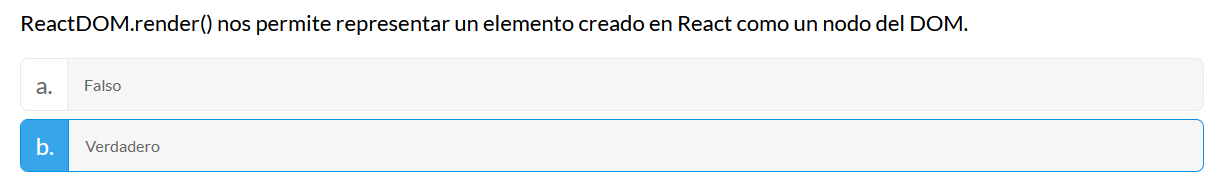 ReactDOM.render() nos permite representar un elemento creado en React como un nodo del DOM.
a. Falso
b. Verdadero